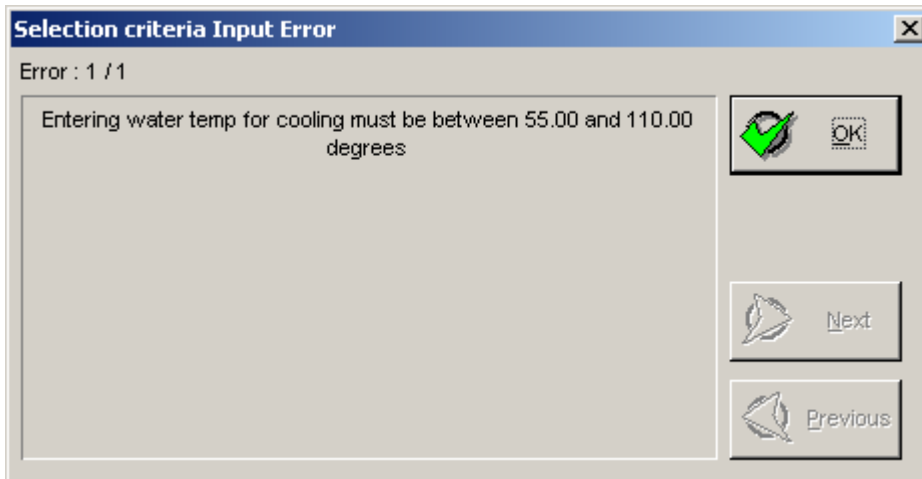 Selection criteria Input Error
Error : 1 / 1
Entering water temp for cooling must be between 55.00 and 110.00
degrees
OK
Next
Previous